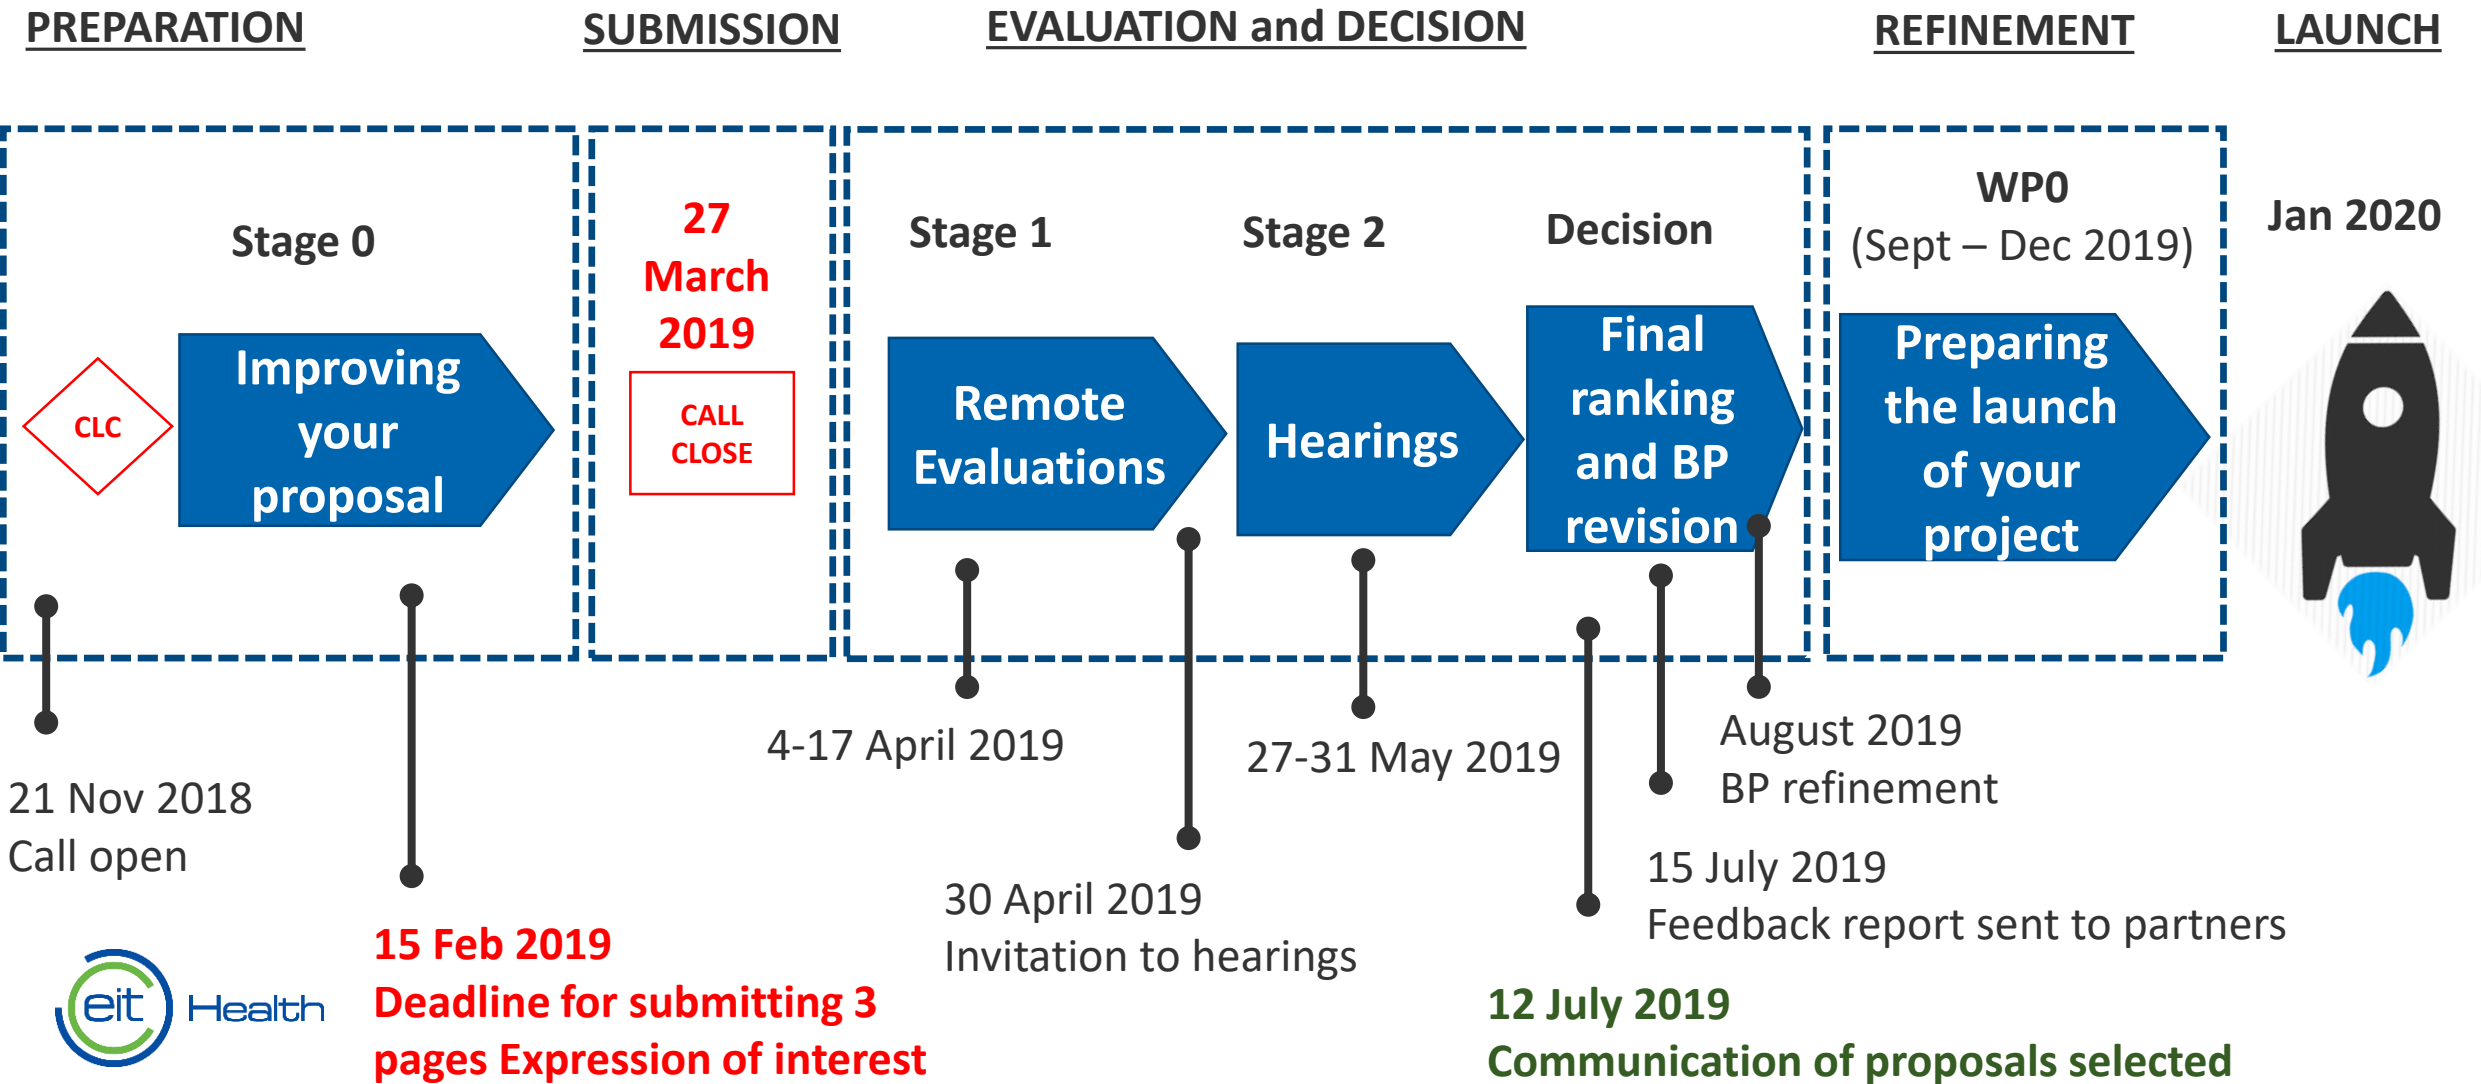 PREPARATION
SUBMISSION
EVALUATION and DECISION
REFINEMENT
LAUNCH
Stage 0
CLC
Improving
your
proposal
27
March
2019
CALL
CLOSE
Stage 1
Remote
Evaluations
Stage 2
Hearings
Decision
Final
ranking
and BP
revision
WP0
(Sept – Dec 2019)
Preparing
the launch
of your
project
Jan 2020
21 Nov 2018
Call open
15 Feb 2019
Deadline for submitting 3
pages Expression of interest
4-17 April 2019
30 April 2019
Invitation to hearings
27-31 May 2019
12 July 2019
Communication of proposals selected
15 July 2019
Feedback report sent to partners
August 2019
BP refinement
eit Health